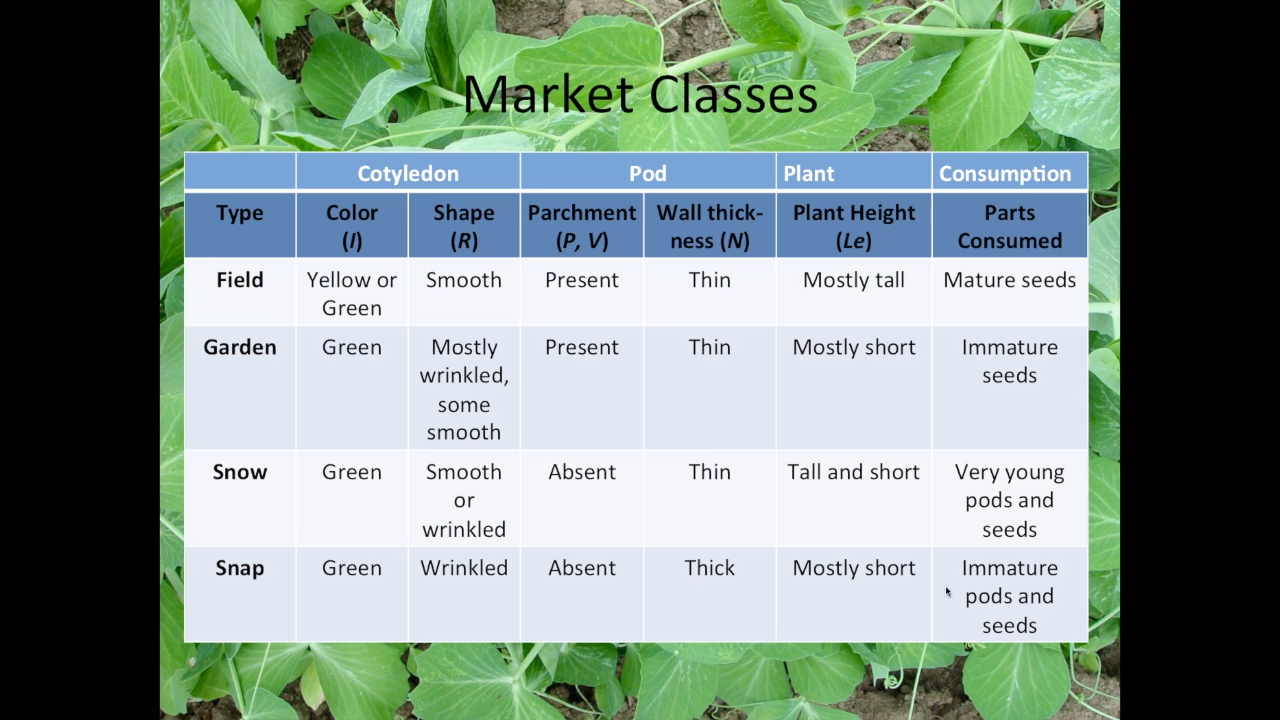 Market Classes
Cotyledon Pod Plant Consumption
Type Color (I) Shape (R) Parchment (P, V) Wall thick-ness (N) Plant Height (Le) Parts Consumed
Field Yellow or Green Smooth Present Thin Mostly tall Mature seeds
Garden Green Mostly wrinkled, some smooth Present Thin Mostly short Immature seeds
Snow Green Smooth or wrinkled Absent Thin Tall and short Very young pods and seeds
Snap Green Wrinkled Absent Thick Mostly short Immature pods and seeds